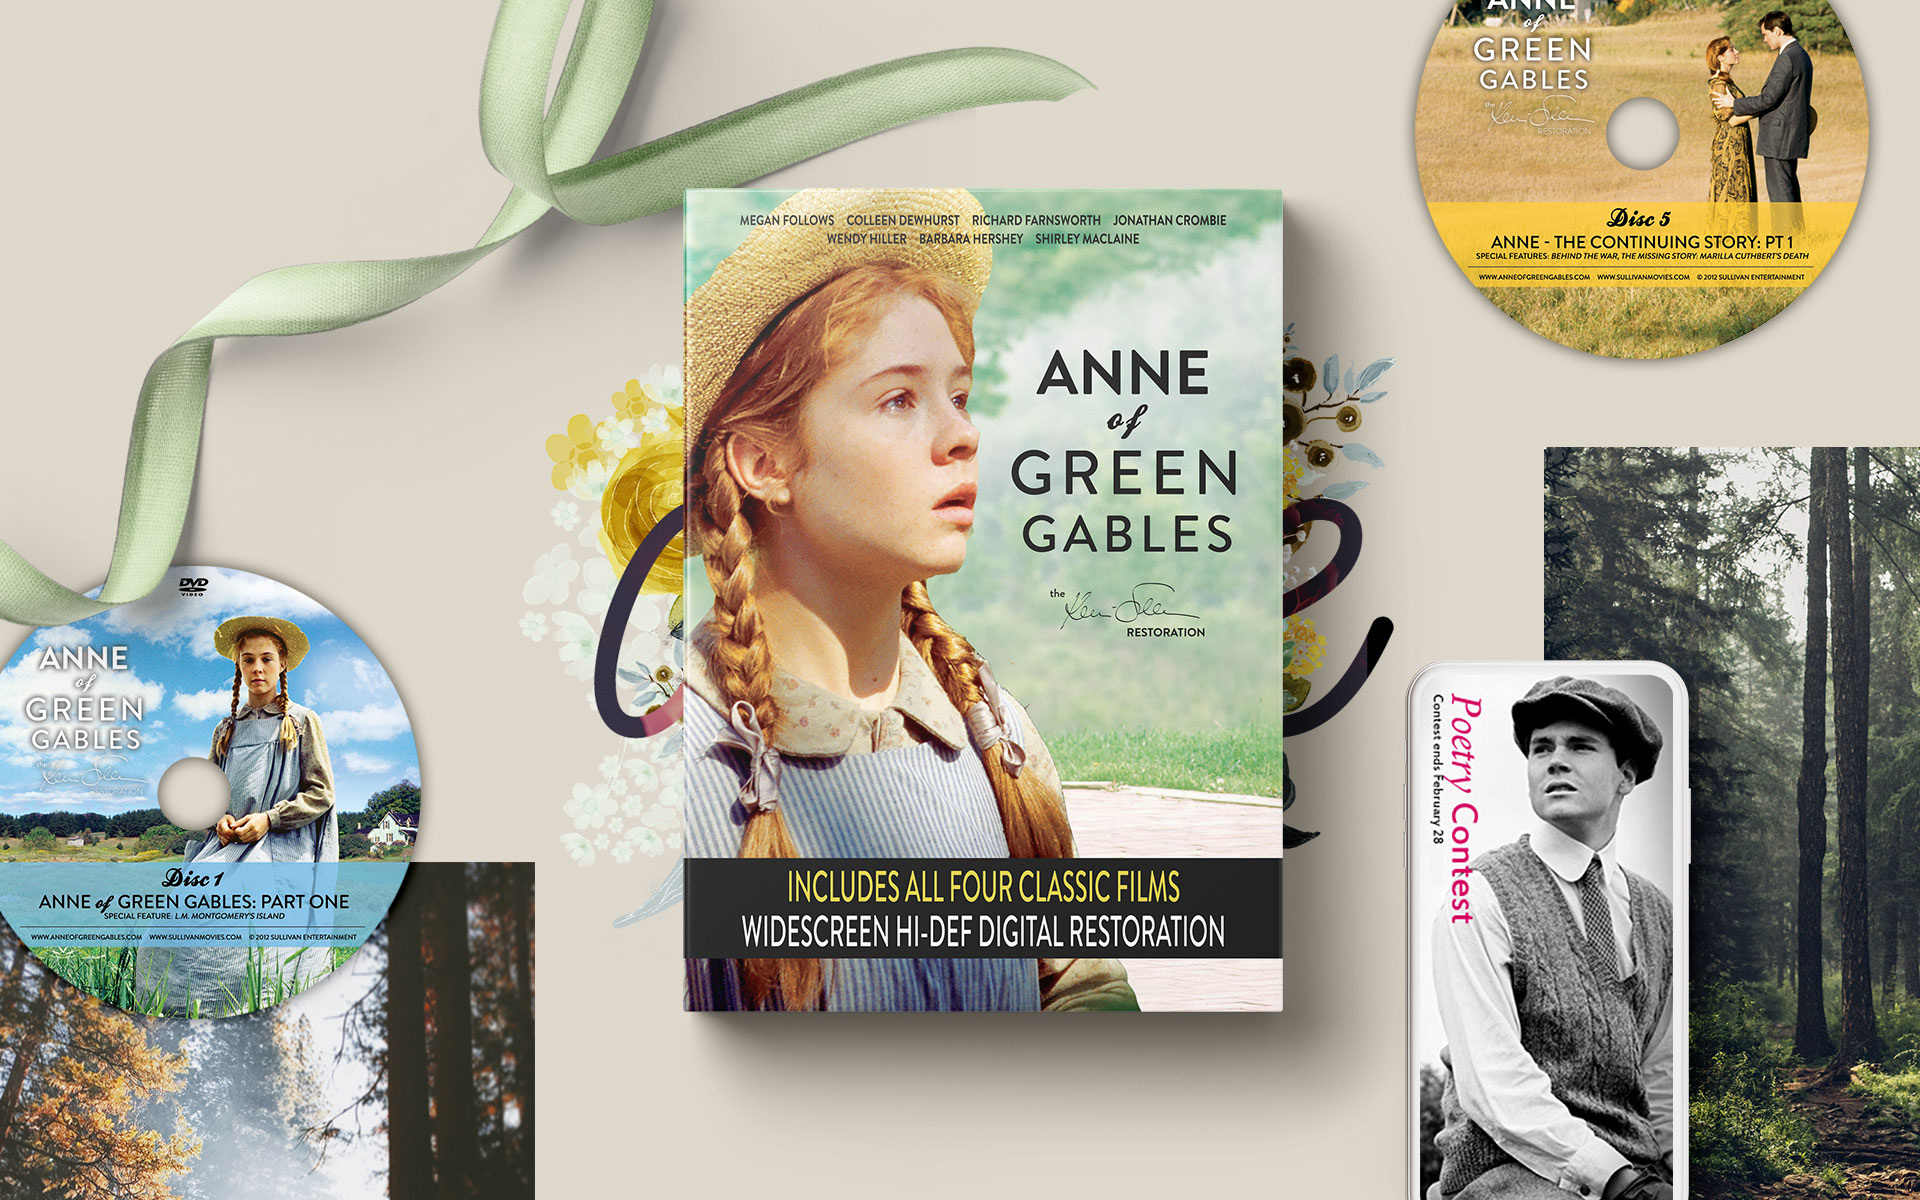 MEGAN FOLLOWS COLLEEN DEWHURST RICHARD FARNSWORTH JONATHAN CROMBIE
WENDY HILLER BARBARA HERSHEY SHIRLEY MACLAINE
ANNE
of
GREEN
GABLES
the
RESTORATION
INCLUDES ALL FOUR CLASSIC FILMS
WIDESCREEN HI-DEF DIGITAL RESTORATION
ANNE
of
GREEN
GABLES
the
RESTORATION
Disc 5
ANNE - THE CONTINUING STORY: PT 1
SPECIAL FEATURES: BEHIND THE WAR, THE MISSING STORY: MARILLA CUTHBERT'S DEATH
WWW.ANNEOFGREENGABLES.COM WWW.SULLIVANMOVIES.COM © 2012 SULLIVAN ENTERTAINMENT
DVD
VIDEO
ANNE
of
GREEN
GABLES
the
RESTORATION
Disc 1
ANNE of GREEN GABLES: PART ONE
SPECIAL FEATURE: L.M. MONTGOMERY'S ISLAND
WWW.ANNEOFGREENGABLES.COM WWW.SULLIVANMOVIES.COM © 2012 SULLIVAN ENTERTAINMENT
Poetry Contest
Contest ends February 28